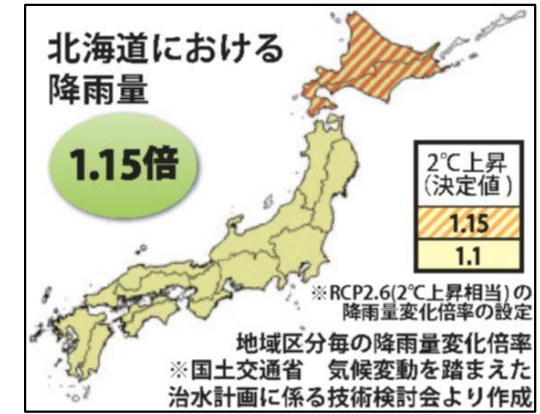 北海道における
降雨量
1.15倍
2℃上昇
(決定値)
1.15
1.1
※RCP2.6(2℃上昇相当)の
降雨量変化倍率の設定
地域区分毎の降雨量変化倍率
※国土交通省　気候変動を踏まえた
治水計画に係る技術検討会より作成